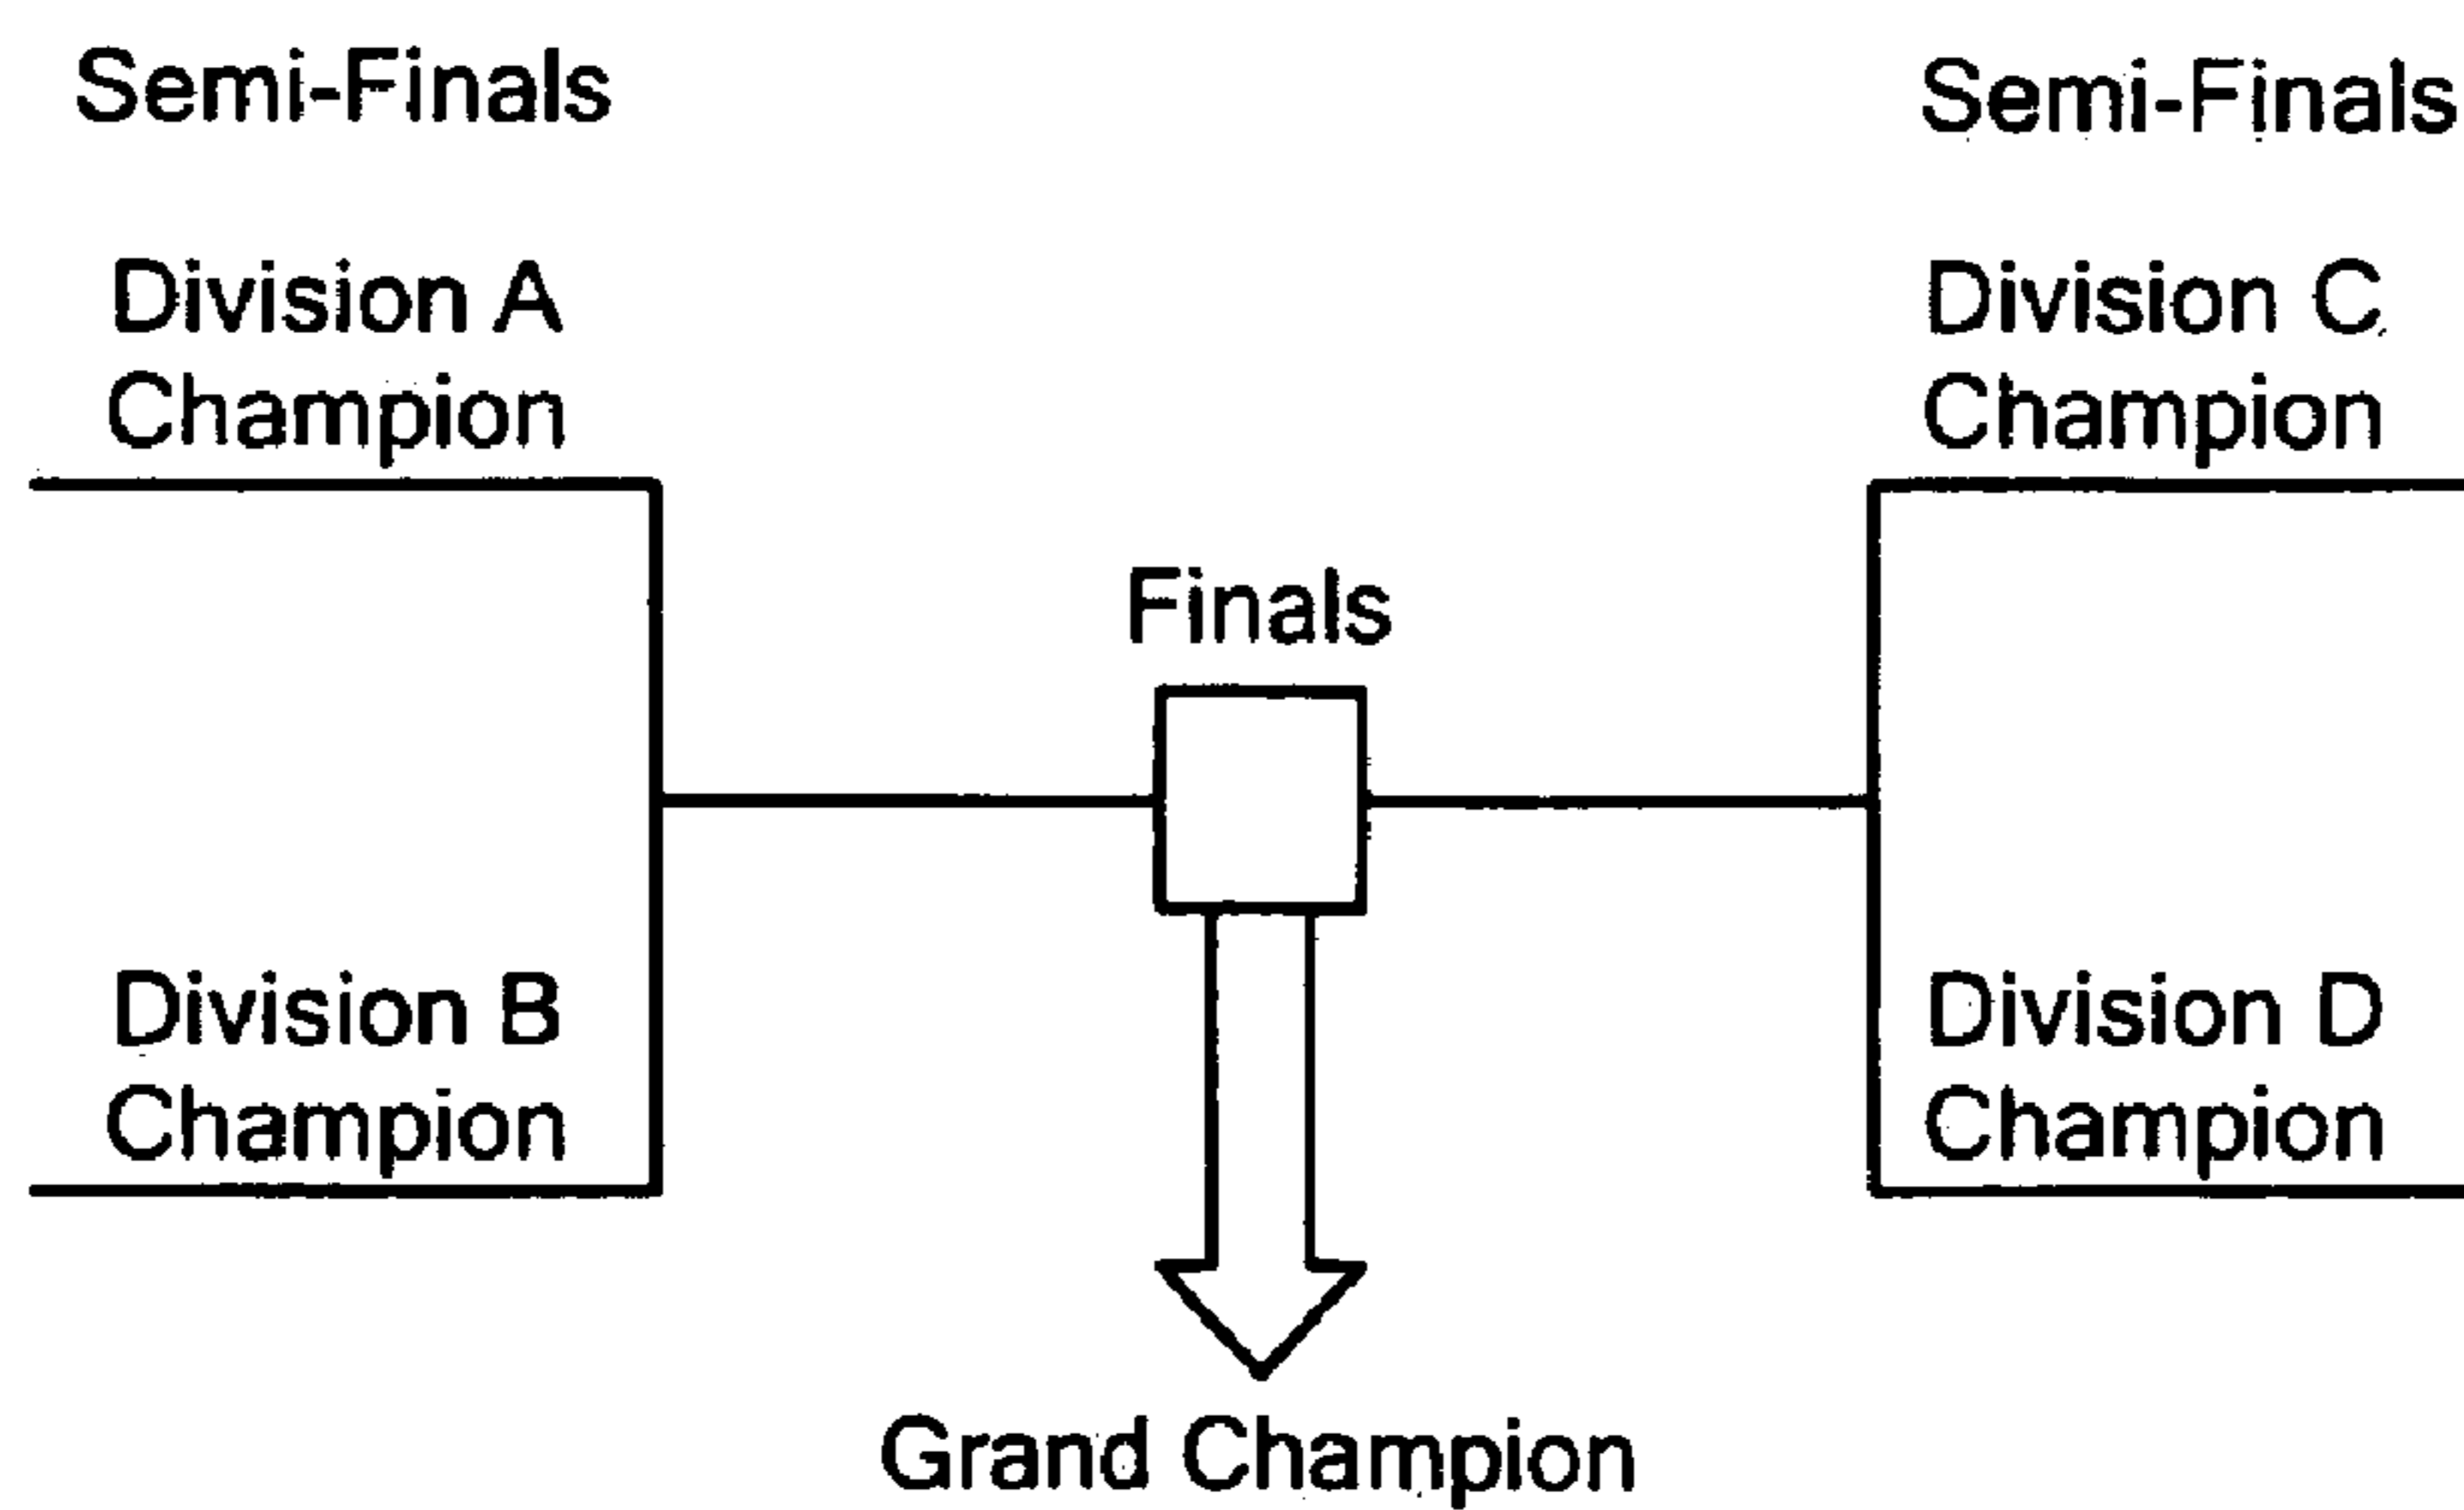 Semi-Finals
Semi-Finals
Division A
Champion
Division C
Champion
Finals
Division B
Champion
Division D
Champion
Grand Champion